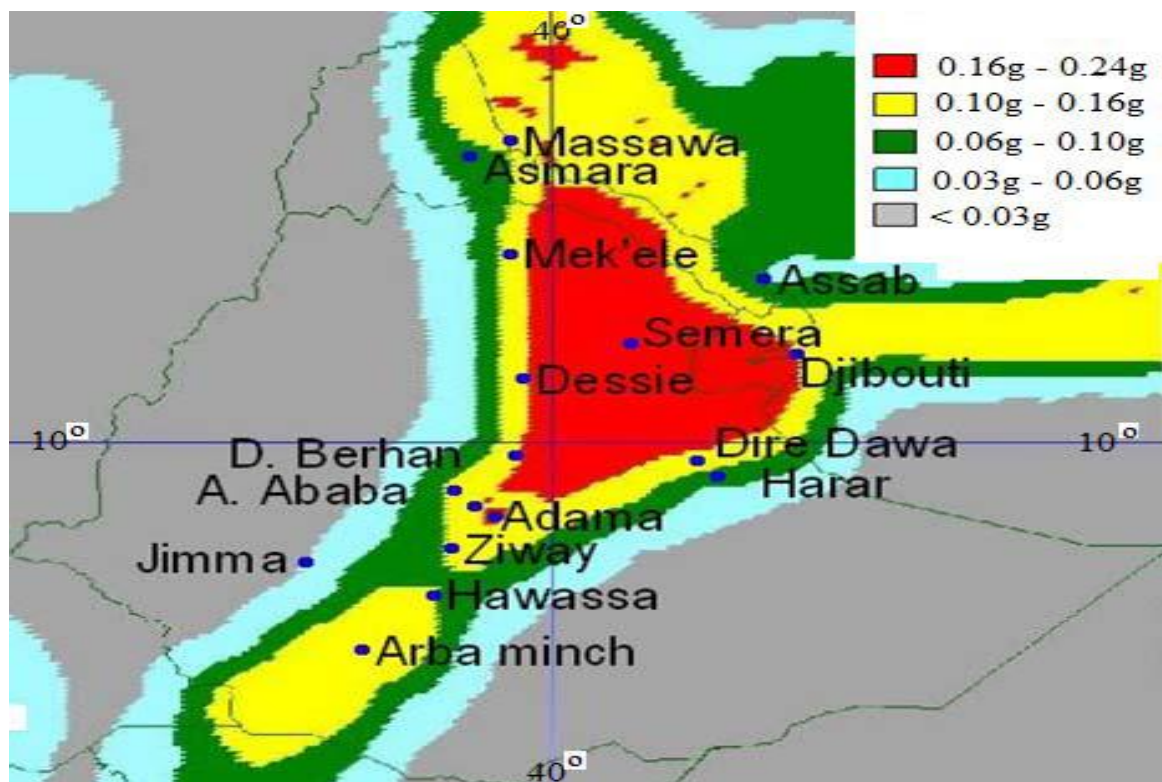 40°
0.16g - 0.24g
0.10g - 0.16g
0.06g - 0.10g
0.03g - 0.06g
< 0.03g
Massawa
Asmara
Mek'ele
Assab
Semera
Djibouti
Dessie
10°
10°
D. Berhan
Dire Dawa
A. Ababa
Harar
Adama
Jimma
Ziway
Hawassa
Arba minch
40°